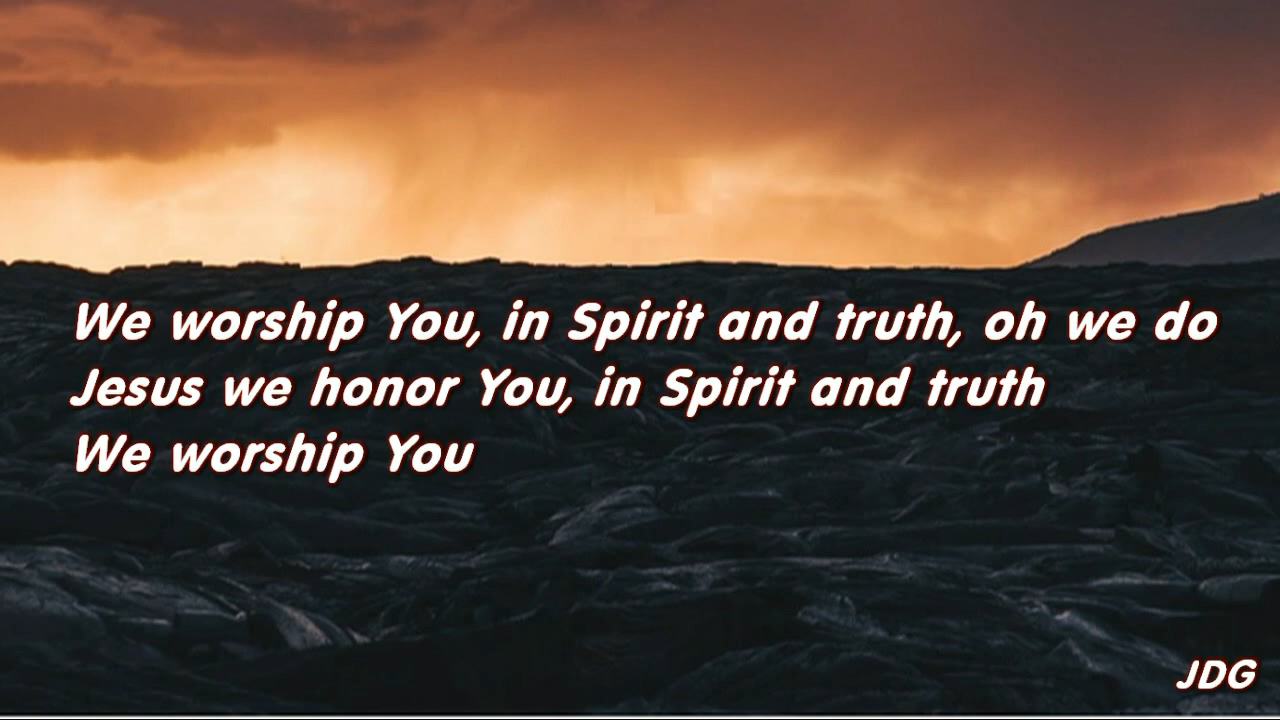 We worship You, in Spirit and truth, oh we do
Jesus we honor You, in Spirit and truth
We worship You
JDG